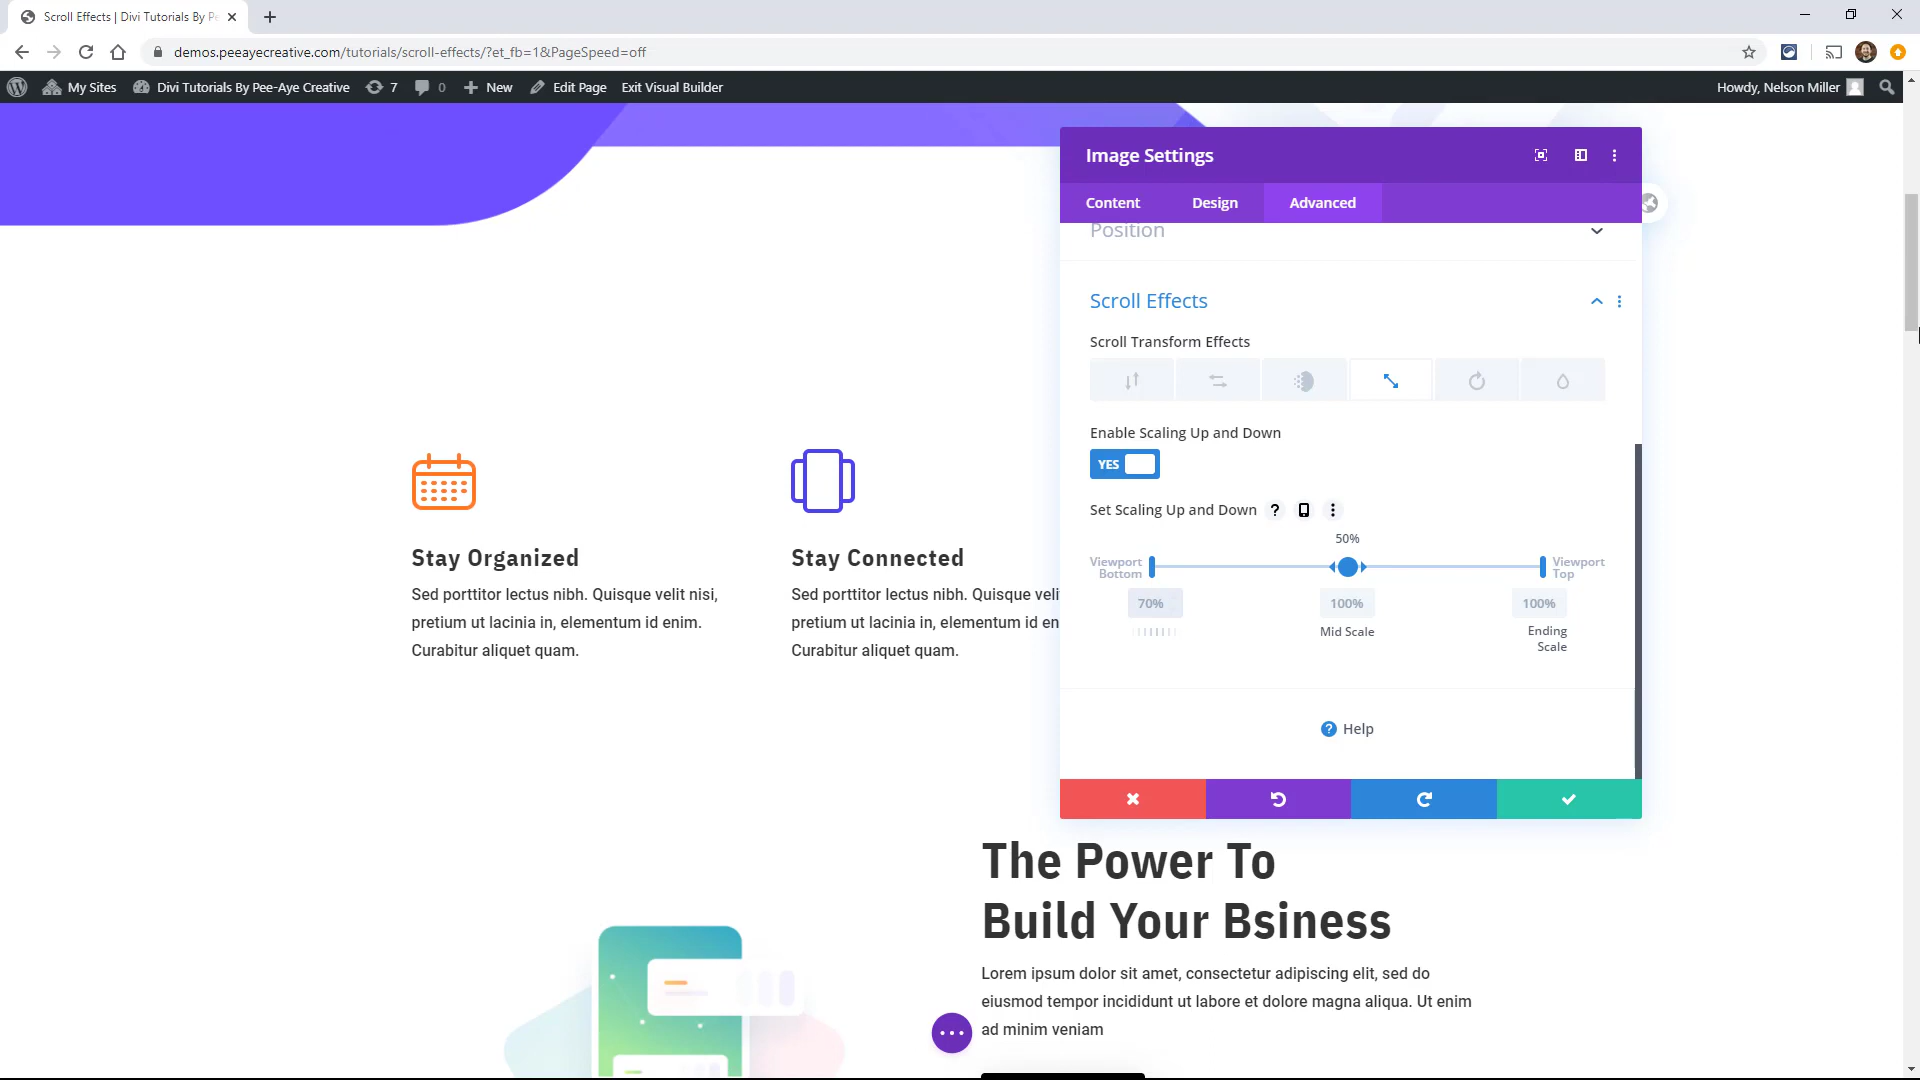 Scroll Effects | Divi Tutorials By Pe
demos.peeayecreative.com/tutorials/scroll-effects/?et_fb=1&PageSpeed=off
My Sites
Divi Tutorials By Pee-Aye Creative
7
0
New
Edit Page
Exit Visual Builder
Howdy, Nelson Miller
Image Settings
Content
Design
Advanced
Position
Scroll Effects
Scroll Transform Effects
Enable Scaling Up and Down
YES
Set Scaling Up and Down ?
50%
Viewport
Bottom
Viewport
Top
70%
100%
100%
Mid Scale
Ending
Scale
? Help
Stay Organized
Sed porttitor lectus nibh. Quisque velit nisi,
pretium ut lacinia in, elementum id enim.
Curabitur aliquet quam.
Stay Connected
Sed porttitor lectus nibh. Quisque veli
pretium ut lacinia in, elementum id en
Curabitur aliquet quam.
The Power To
Build Your Bsiness
Lorem ipsum dolor sit amet, consectetur adipiscing elit, sed do
eiusmod tempor incididunt ut labore et dolore magna aliqua. Ut enim
ad minim veniam